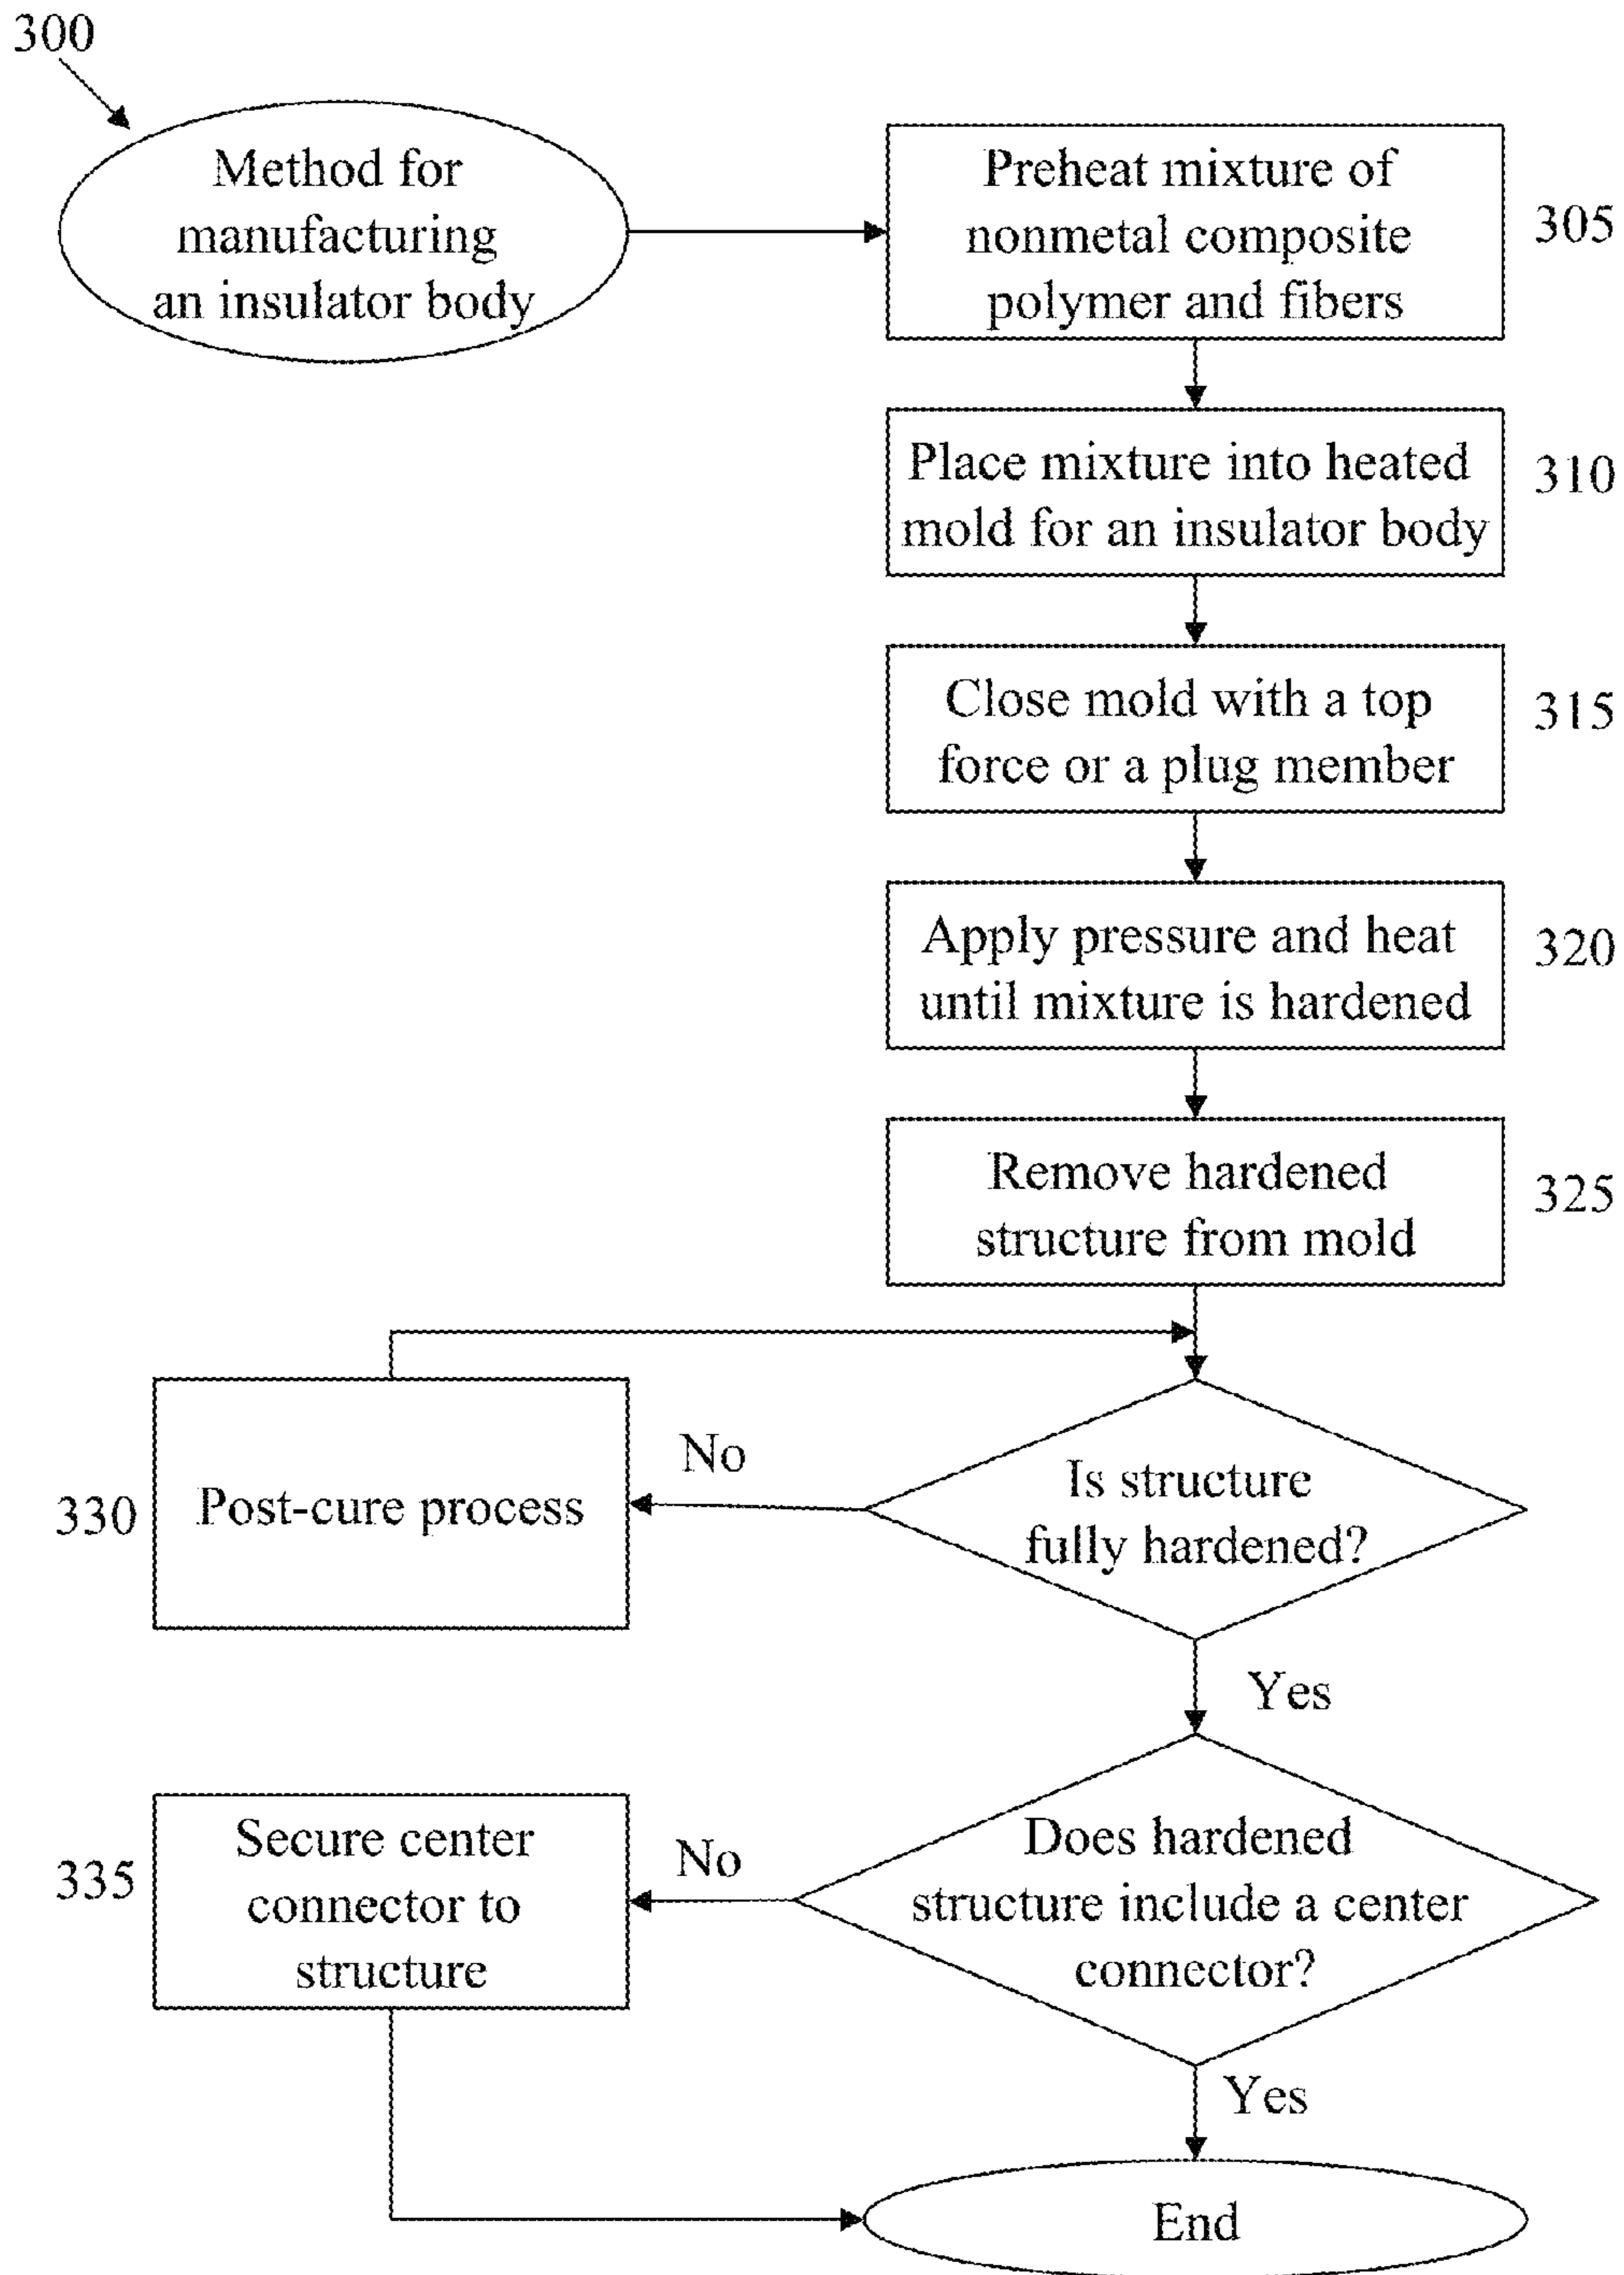 300
Method for
manufacturing
an insulator body
Preheat mixture of
nonmetal composite
polymer and fibers
305
Place mixture into heated
mold for an insulator body
310
Close mold with a top
force or a plug member
315
Apply pressure and heat
until mixture is hardened
320
Remove hardened
structure from mold
325
Is structure
fully hardened?
No
Post-cure process
330
Yes
Does hardened
structure include a center
connector?
No
Secure center
connector to
structure
335
Yes
End